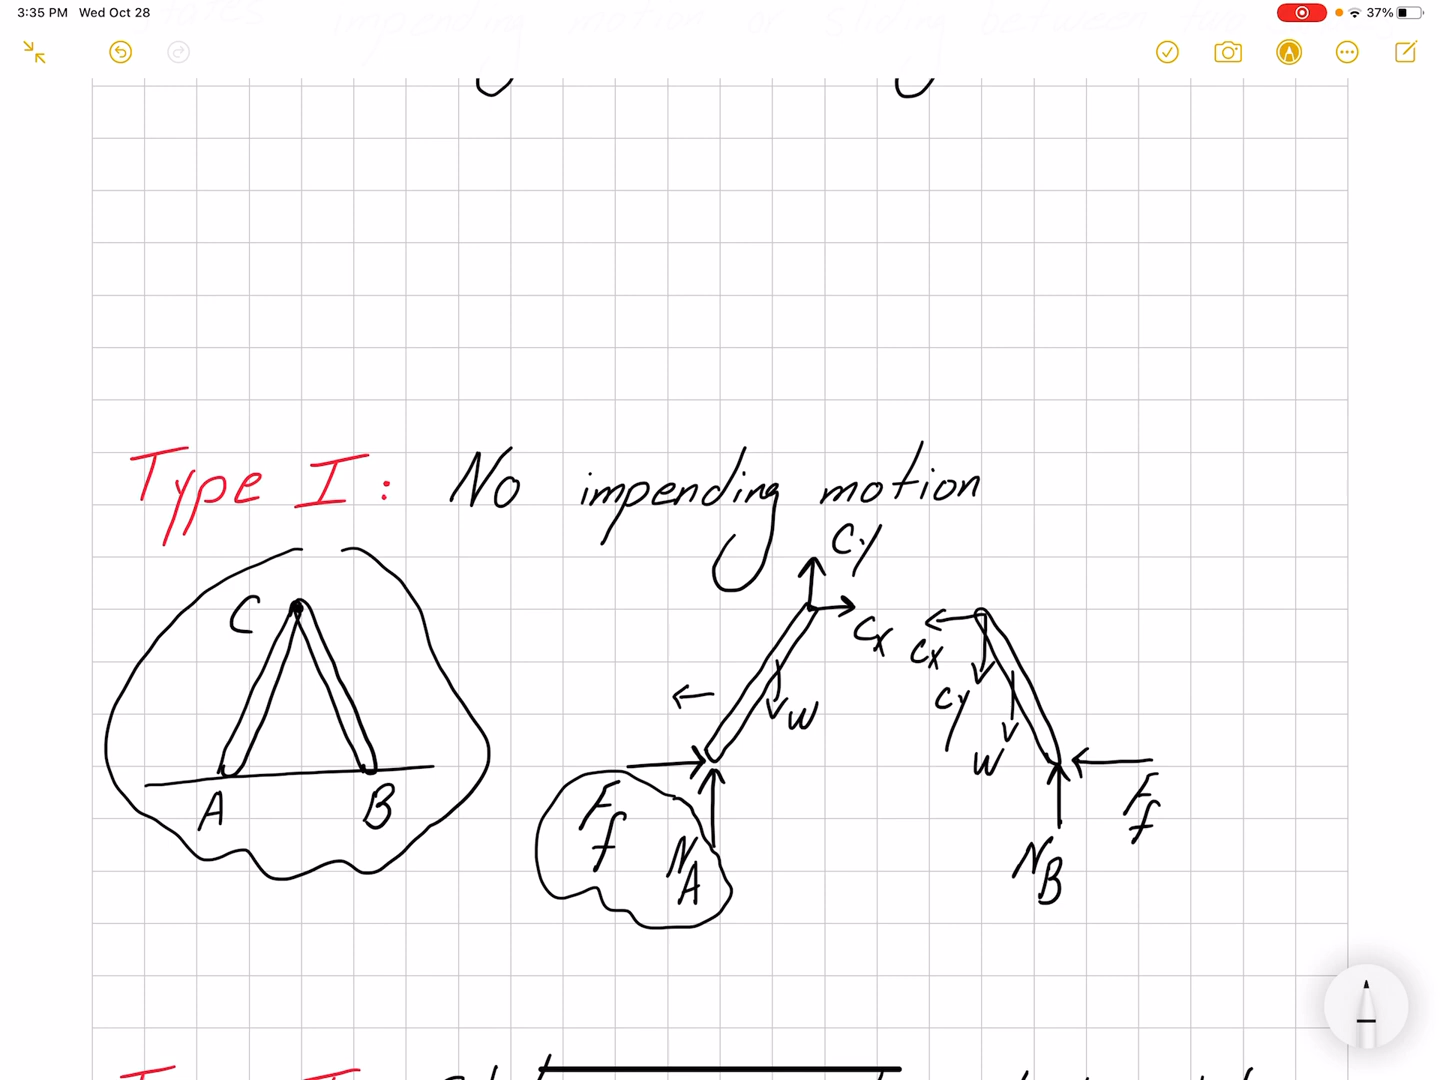 3:35 PM Wed Oct 28
37%
Type I: No impending motion
C
A
B
Cy
Cx
W
Ff
NA
Cx
Cy
W
NB
Ff